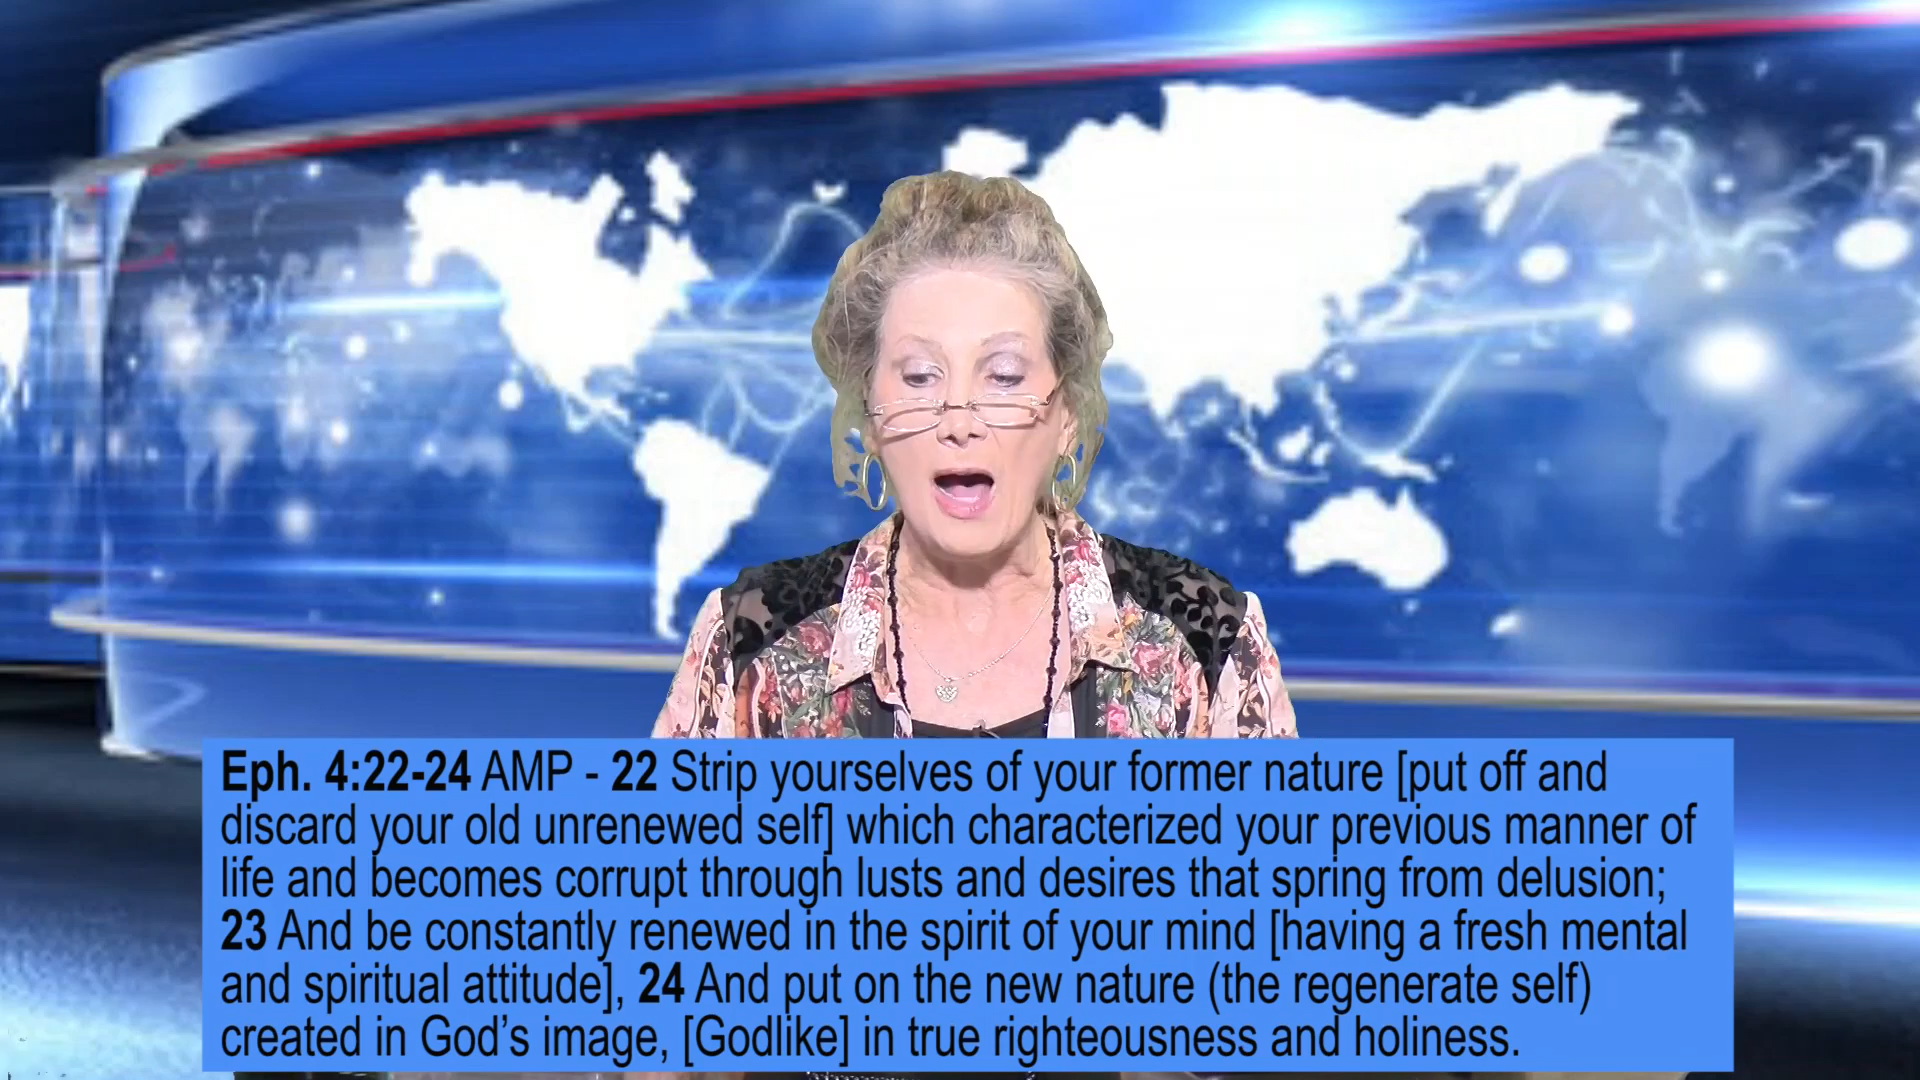 Eph. 4:22-24 AMP - 22 Strip yourselves of your former nature [put off and
discard your old unrenewed self] which characterized your previous manner of
life and becomes corrupt through lusts and desires that spring from delusion;
23 And be constantly renewed in the spirit of your mind [having a fresh mental
and spiritual attitude], 24 And put on the new nature (the regenerate self)
created in God’s image, [Godlike] in true righteousness and holiness.